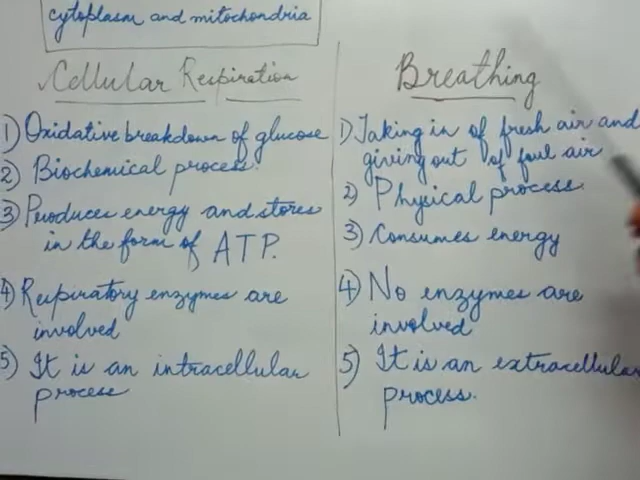 cytoplasm and mitochondria
Cellular Respiration
1) Oxidative breakdown of glucose
2) Biochemical process.
3) Produces energy and stores
in the form of ATP.
4) Respiratory enzymes are
involved
5) It is an intracellular
process
Breathing
1) Taking in of fresh air and
giving out of foul air
2) Physical process.
3) Consumes energy
4) No enzymes are
involved
5) It is an extracellular
process.